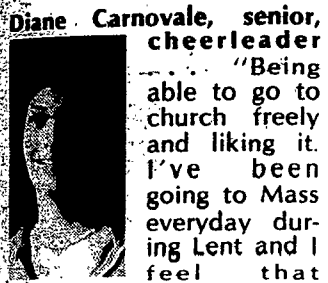 Diane Carnovale, senior,
cheerleader
. . . "Being
able to go to
church freely
and liking it.
I've been
going to Mass
everyday dur-
ing Lent and I
feel that